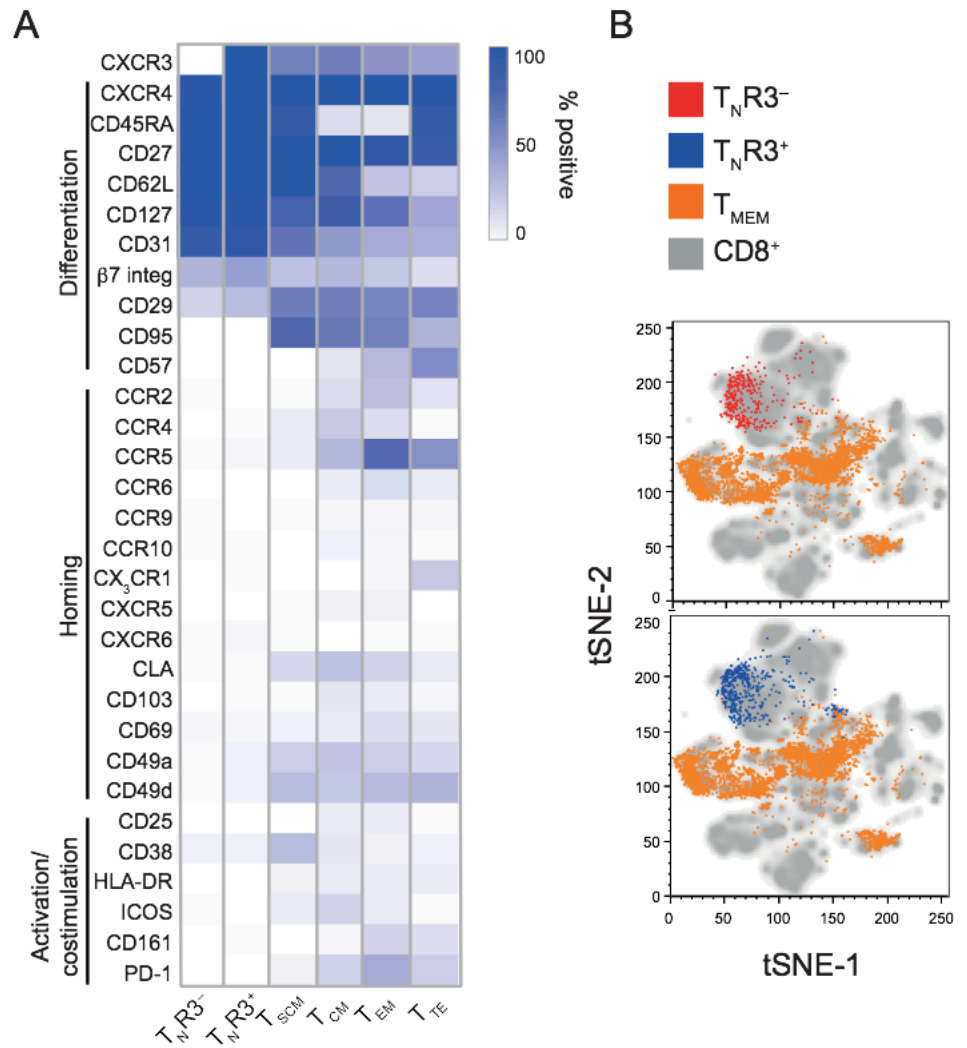 A
CXCR3
CXCR4
CD45RA
CD27
CD62L
CD127
CD31
β7 integ
CD29
CD95
CD57
CCR2
CCR4
CCR5
CCR6
CCR9
CCR10
CX3CR1
CXCR5
CXCR6
CLA
CD103
CD69
CD49a
CD49d
CD25
CD38
HLA-DR
ICOS
CD161
PD-1
Differentiation
Homing
Activation/
costimulation
TNR3–
TNR3+
TSCM
TCM
TEM
TTE
100
50
0
% positive
B
TNR3–
TNR3+
TMEM
CD8+
250
200
150
100
50
0
250
200
150
100
50
0
0 50 100 150 200 250
tSNE-2
tSNE-1